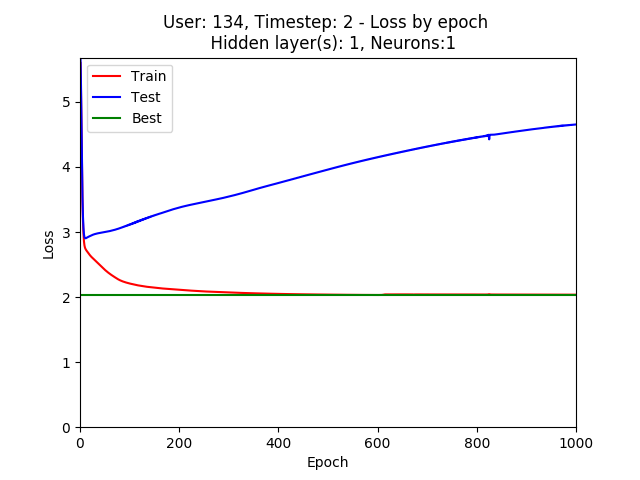 User: 134, Timestep: 2 - Loss by epoch
Hidden layer(s): 1, Neurons:1
Train
Test
Best
5
4
3
2
1
0
Loss
0 200 400 600 800 1000
Epoch